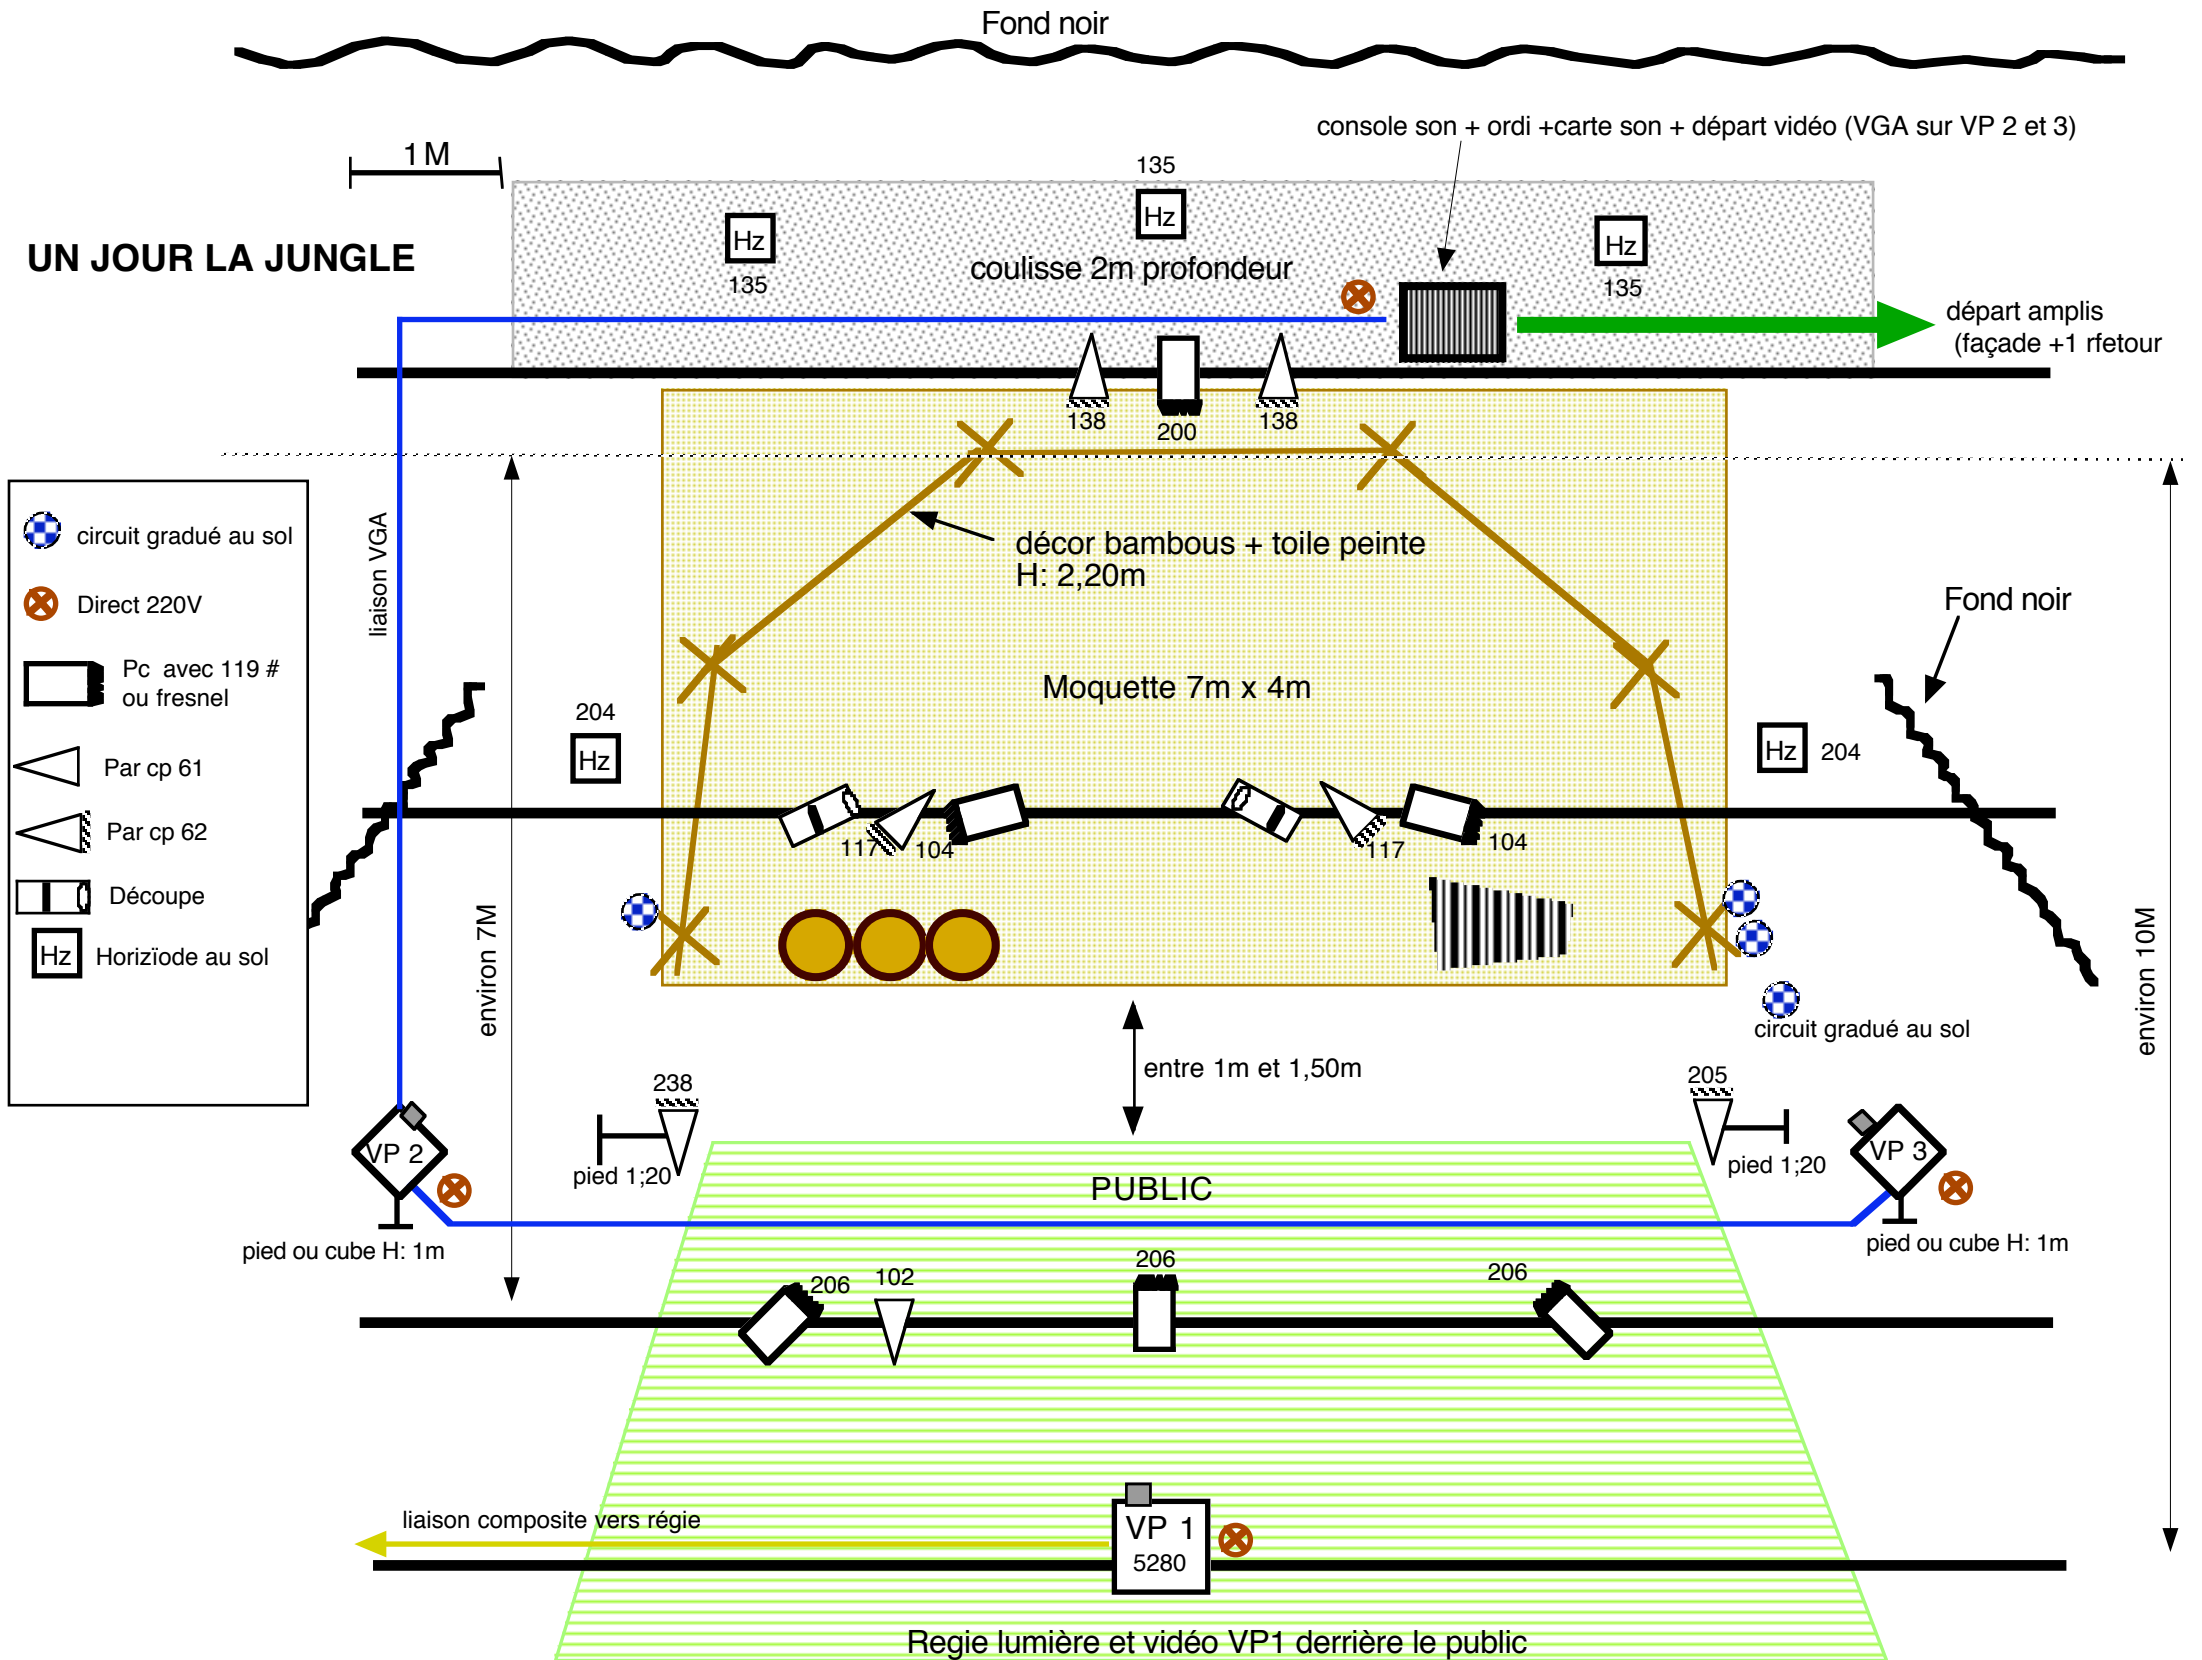 Fond noir
console son + ordi +carte son + départ vidéo (VGA sur VP 2 et 3)
1 M
135
Hz
Hz
Hz
UN JOUR LA JUNGLE
coulisse 2m profondeur
135
135
départ amplis
(façade +1 rfetour
138
200
138
circuit gradué au sol
Direct 220V
Pc avec 119 #
ou fresnel
Par cp 61
Par cp 62
Découpe
Hz
Horizïode au sol
liaison VGA
environ 7M
décor bambous + toile peinte
H: 2,20m
Fond noir
Moquette 7m x 4m
204
Hz
Hz
204
117
104
117
104
environ 10M
circuit gradué au sol
entre 1m et 1,50m
238
205
VP 2
pied 1;20
pied 1;20
VP 3
PUBLIC
pied ou cube H: 1m
pied ou cube H: 1m
206
102
206
206
liaison composite vers régie
VP 1
5280
Regie lumière et vidéo VP1 derrière le public